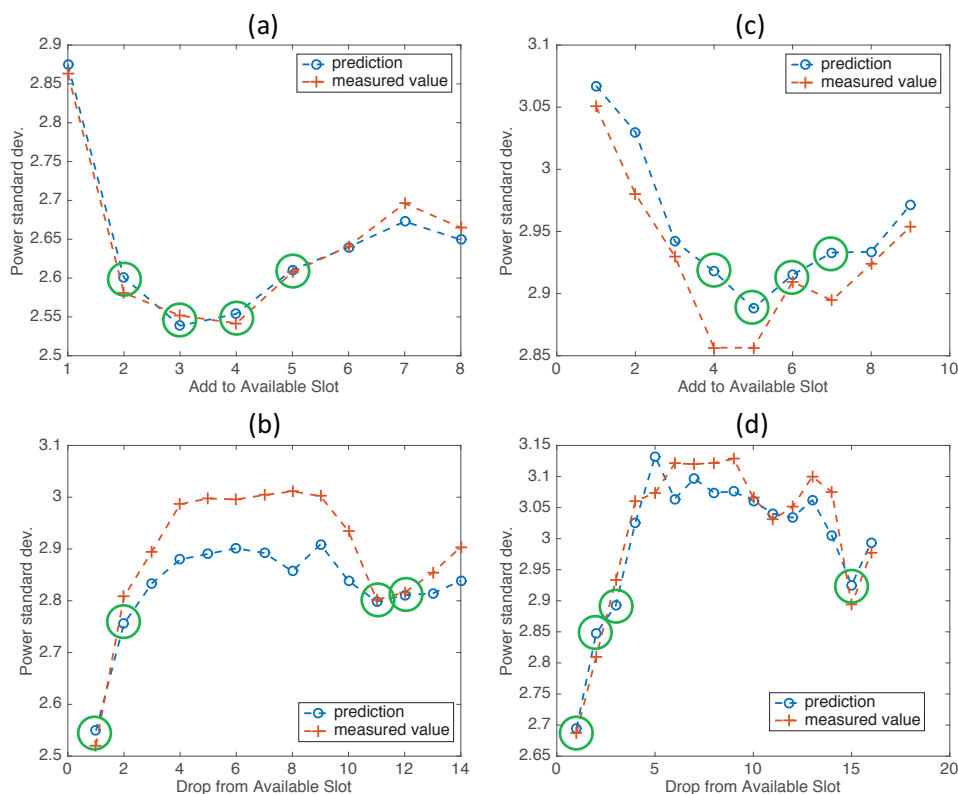 (a)
2.9
2.85
2.8
2.75
2.7
2.65
2.6
2.55
2.5
Power standard dev.
prediction
measured value
1 2 3 4 5 6 7 8
Add to Available Slot
(c)
3.1
3.05
3
2.95
2.9
2.85
Power standard dev.
prediction
measured value
0 2 4 6 8 10
Add to Available Slot
(b)
3.1
3
2.9
2.8
2.7
2.6
2.5
Power standard dev.
prediction
measured value
0 2 4 6 8 10 12 14
Drop from Available Slot
(d)
3.15
3.1
3.05
3
2.95
2.9
2.85
2.8
2.75
2.7
2.65
Power standard dev.
prediction
measured value
0 5 10 15 20
Drop from Available Slot